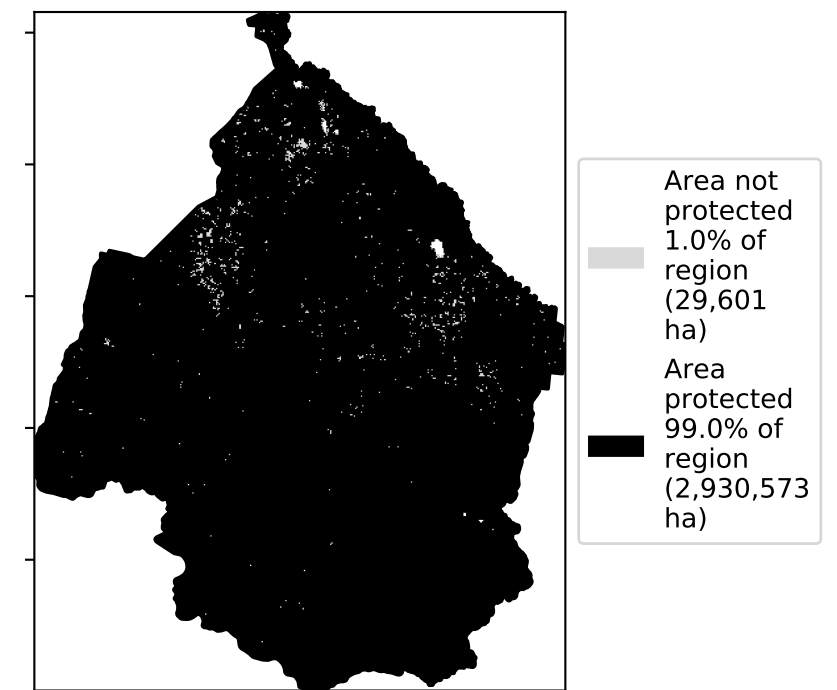 Area not
protected
1.0% of
region
(29,601
ha)
Area
protected
99.0% of
region
(2,930,573
ha)